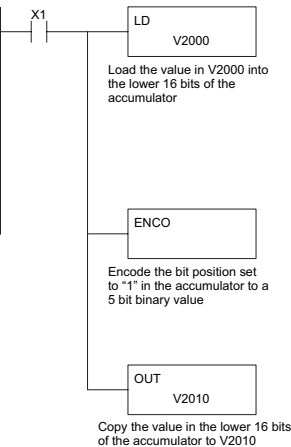 X1
LD
V2000
Load the value in V2000 into
the lower 16 bits of the
accumulator
ENCO
Encode the bit position set
to “1” in the accumulator to a
5 bit binary value
OUT
V2010
Copy the value in the lower 16 bits
of the accumulator to V2010